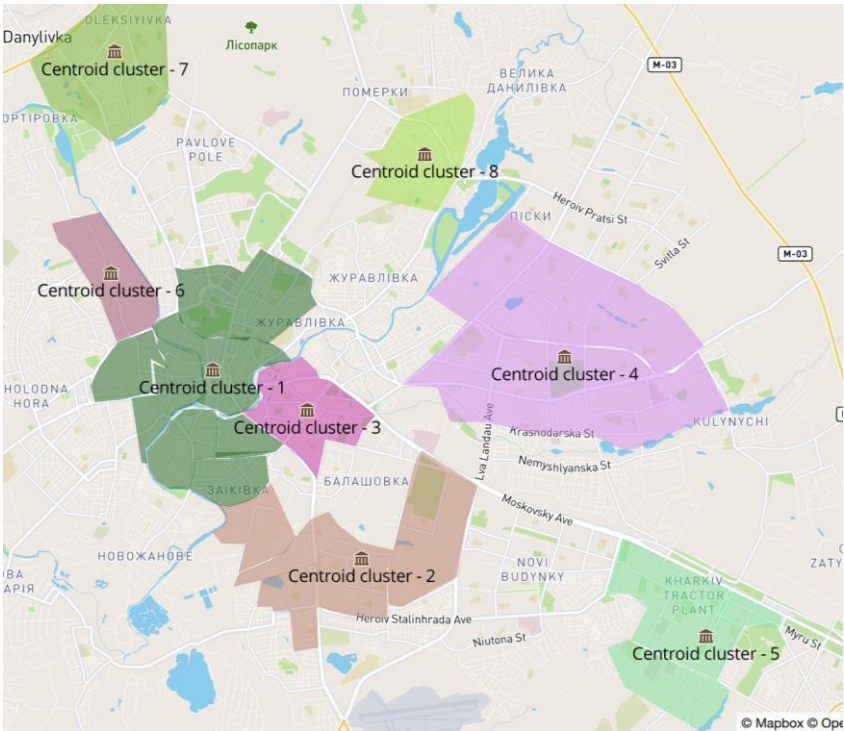 OLEKSIYIVKA
Danylivka
Лісопарк
Centroid cluster - 7
M-03
ВЕЛИКА
ДАНИЛІВКА
ПОМЕРКИ
ОРТІРОВКА
PAVLOVE
POLE
Centroid cluster - 8
Heroiv Pratsi St
ПІСКИ
Svitla St
M-03
ЖУРАВЛІВКА
Centroid cluster - 6
ЖУРАВЛІВКА
HOLODNA
HORA
Centroid cluster - 1
Centroid cluster - 4
Centroid cluster - 3
KULYNYCHI
Lva Landau Ave
Krasnodarska St
Nemyshlyanska St
БАЛАШОВКА
ЗАЇКІВКА
Moskovsky Ave
НОВОЖАНОВЕ
NOVI
BUDYNKY
Centroid cluster - 2
ОВА
АРІЯ
ZATY
KHARKIV
TRACTOR
PLANT
Heroiv Stalinhrada Ave
Niutona St
Myru St
Centroid cluster - 5
© Mapbox © Ope